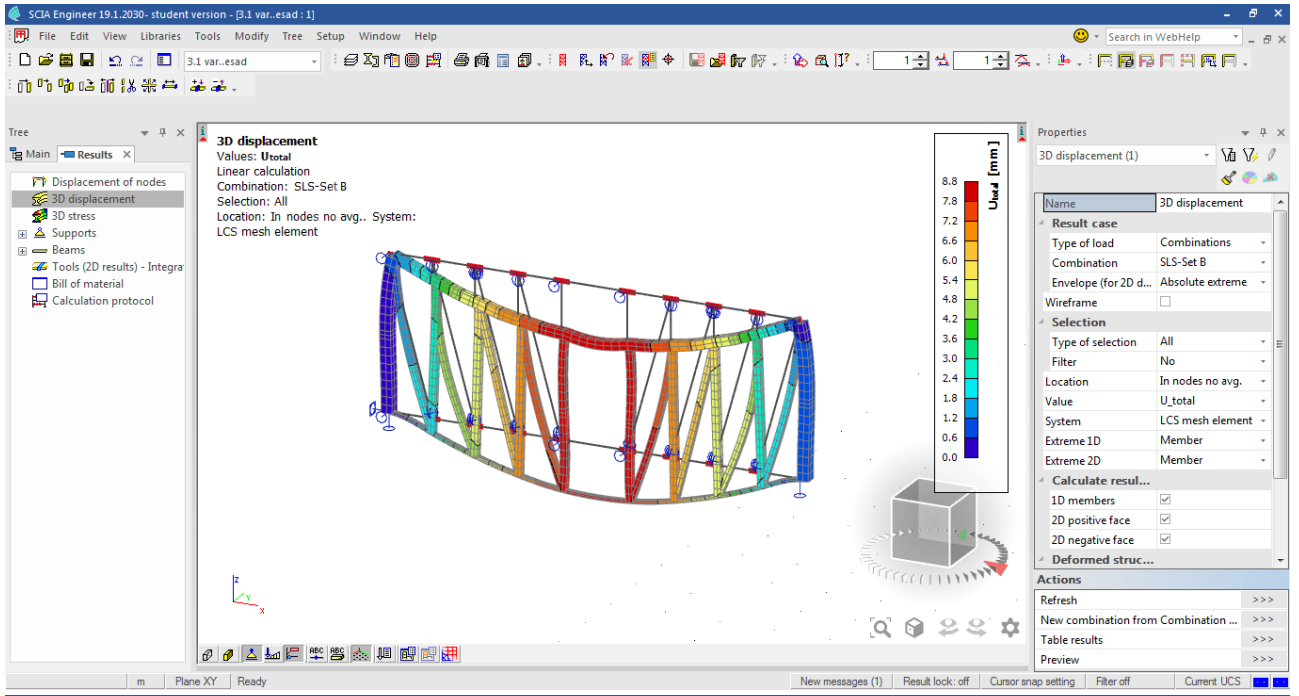 SCIA Engineer 19.1.2030- student version - [3.1 var..esad : 1]
File Edit View Libraries Tools Modify Tree Setup Window Help
Search in WebHelp
3.1 var..esad
1
1
Tree
Main
Results
Displacement of nodes
3D displacement
3D stress
Supports
Beams
Tools (2D results) - Integra
Bill of material
Calculation protocol
3D displacement
Values: Utotal
Linear calculation
Combination: SLS-Set B
Selection: All
Location: In nodes no avg.. System:
LCS mesh element
Utotal [mm]
8.8
7.8
7.2
6.6
6.0
5.4
4.8
4.2
3.6
3.0
2.4
1.8
1.2
0.6
0.0
z
Y
x
ABC
ABC
Properties
3D displacement (1)
Name 3D displacement
Result case
Type of load Combinations
Combination SLS-Set B
Envelope (for 2D d... Absolute extreme
Wireframe
Selection
Type of selection All
Filter No
Location In nodes no avg.
Value U_total
System LCS mesh element
Extreme 1D Member
Extreme 2D Member
Calculate resul...
1D members
2D positive face
2D negative face
Deformed struc...
Actions
Refresh >>>
New combination from Combination ... >>>
Table results >>>
Preview >>>
m Plane XY Ready New messages (1) Result lock: off Cursor snap setting Filter off Current UCS